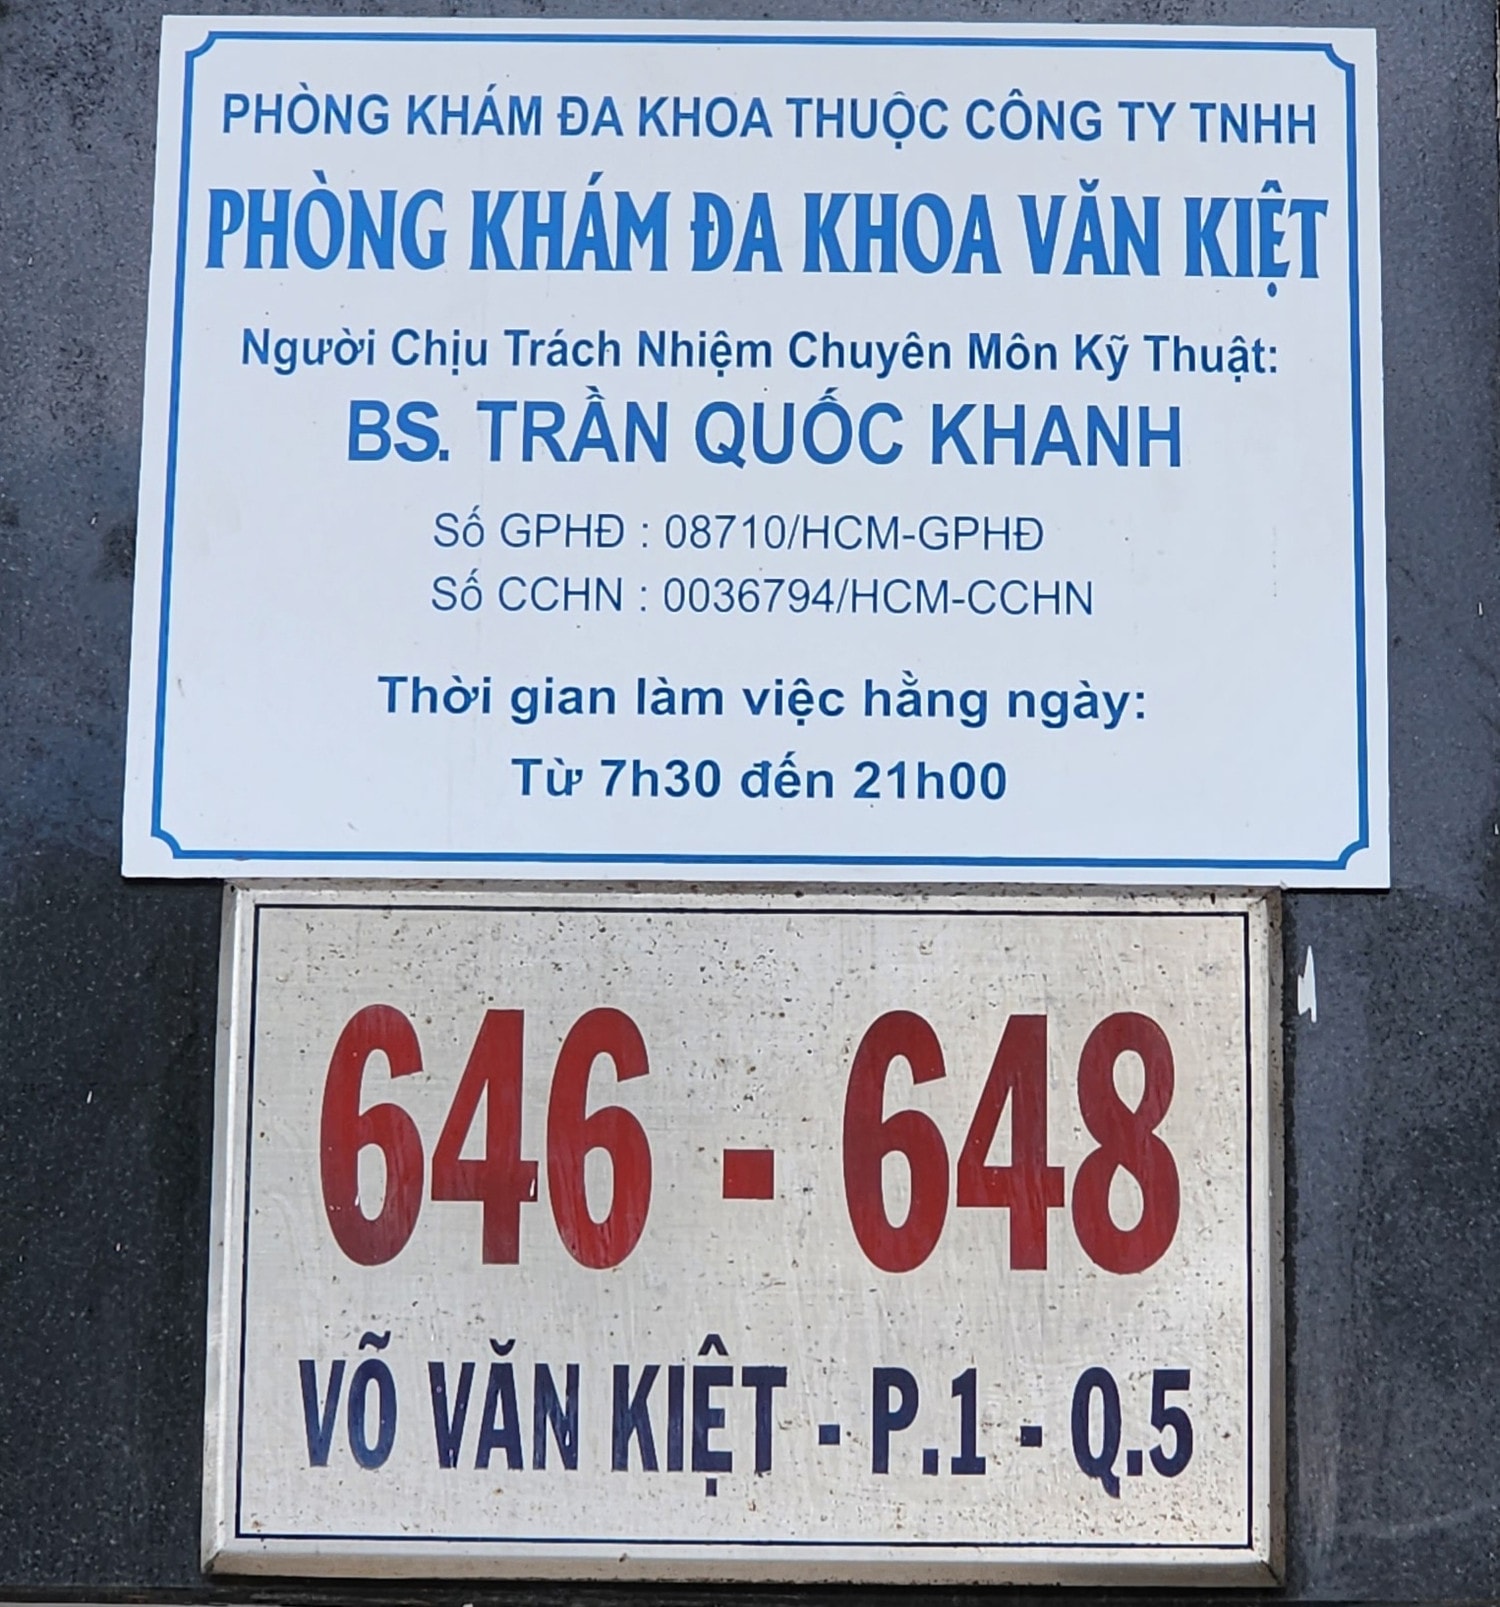 PHÒNG KHÁM ĐA KHOA THUỘC CÔNG TY TNHH
PHÒNG KHÁM ĐA KHOA VĂN KIỆT
Người Chịu Trách Nhiệm Chuyên Môn Kỹ Thuật:
BS. TRẦN QUỐC KHANH
Số GPHĐ : 08710/HCM-GPHĐ
Số CCHN : 0036794/HCM-CCHN
Thời gian làm việc hằng ngày:
Từ 7h30 đến 21h00
646 - 648
VÕ VĂN KIỆT - P.1 - Q.5